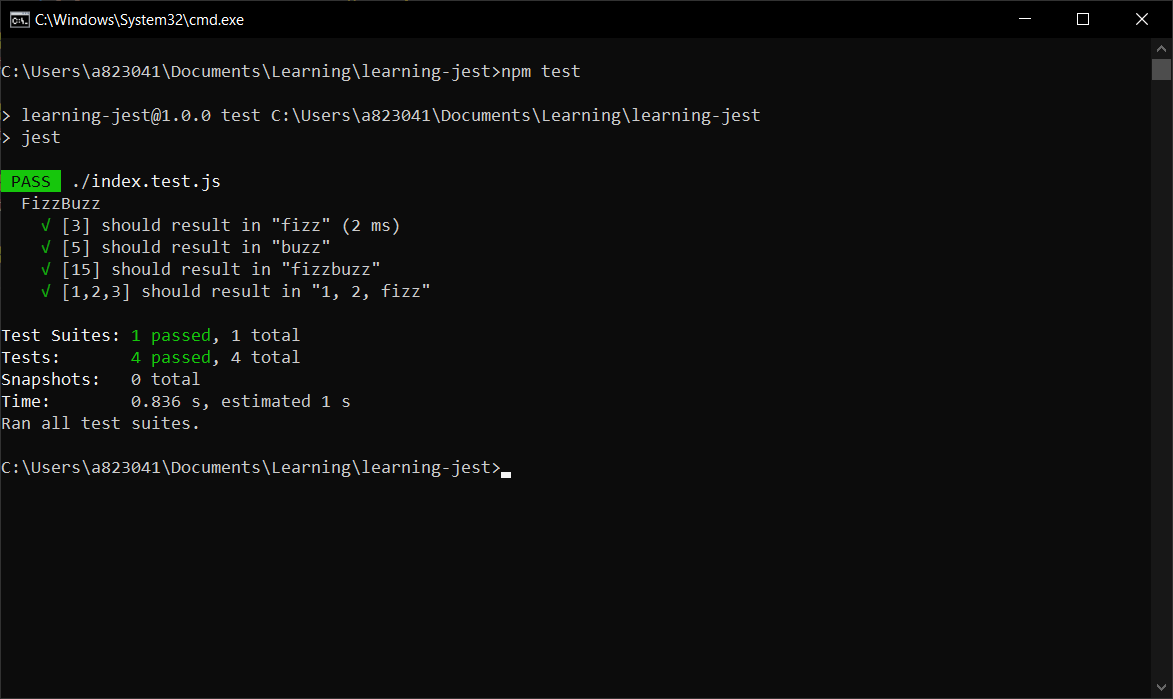 C:\Windows\System32\cmd.exe
C:\Users\a823041\Documents\Learning\learning-jest>npm test
> learning-jest@1.0.0 test C:\Users\a823041\Documents\Learning\learning-jest
> jest
PASS ./index.test.js
FizzBuzz
√ [3] should result in "fizz" (2 ms)
√ [5] should result in "buzz"
√ [15] should result in "fizzbuzz"
√ [1,2,3] should result in "1, 2, fizz"
Test Suites: 1 passed, 1 total
Tests:       4 passed, 4 total
Snapshots:   0 total
Time:        0.836 s, estimated 1 s
Ran all test suites.
C:\Users\a823041\Documents\Learning\learning-jest>